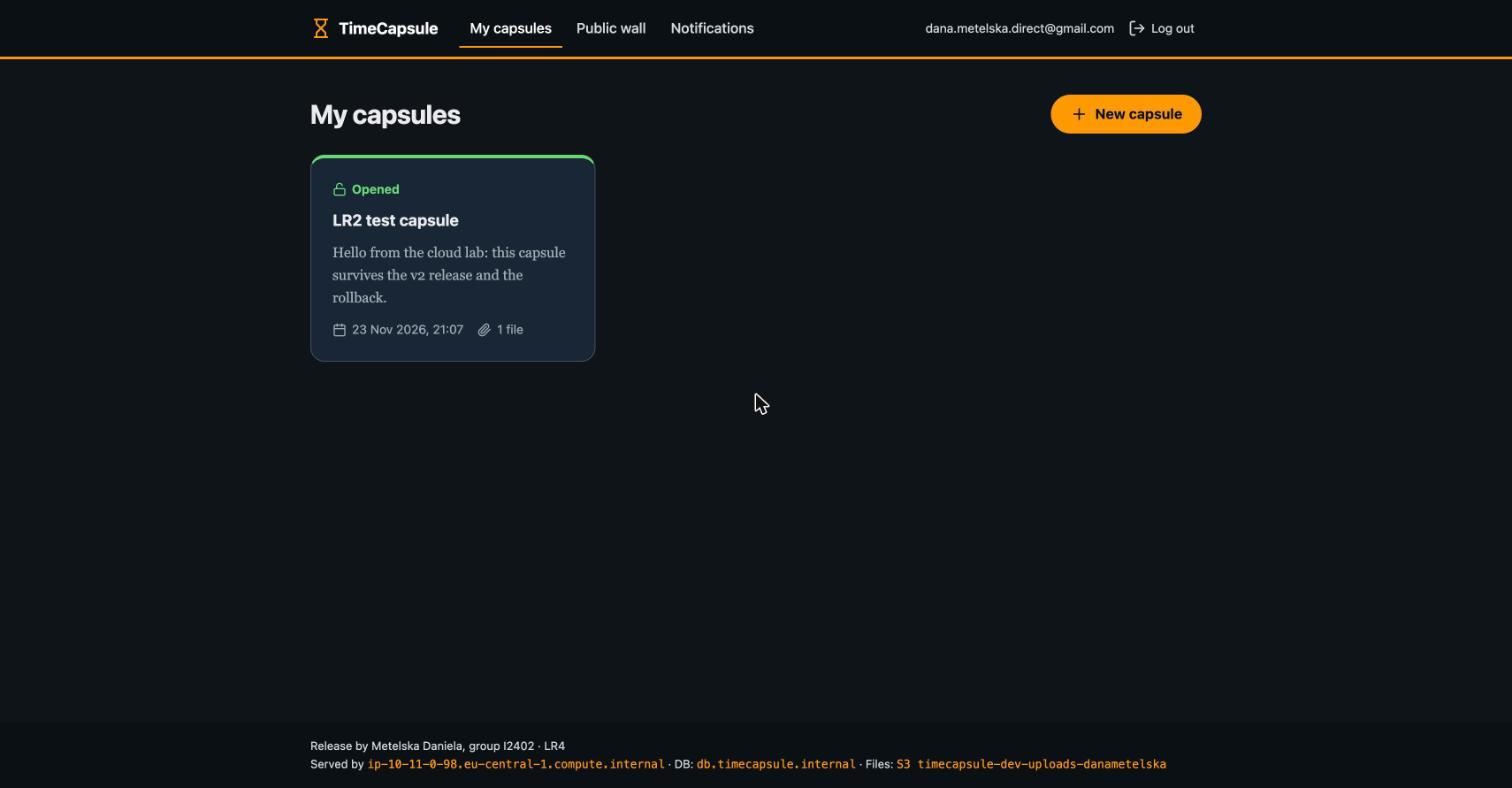 TimeCapsule My capsules Public wall Notifications dana.metelska.direct@gmail.com Log out
My capsules
New capsule
Opened
LR2 test capsule
Hello from the cloud lab: this capsule
survives the v2 release and the
rollback.
23 Nov 2026, 21:07 1 file
Release by Metelska Daniela, group I2402 · LR4
Served by ip-10-11-0-98.eu-central-1.compute.internal · DB: db.timecapsule.internal · Files: S3 timecapsule-dev-uploads-danametelska